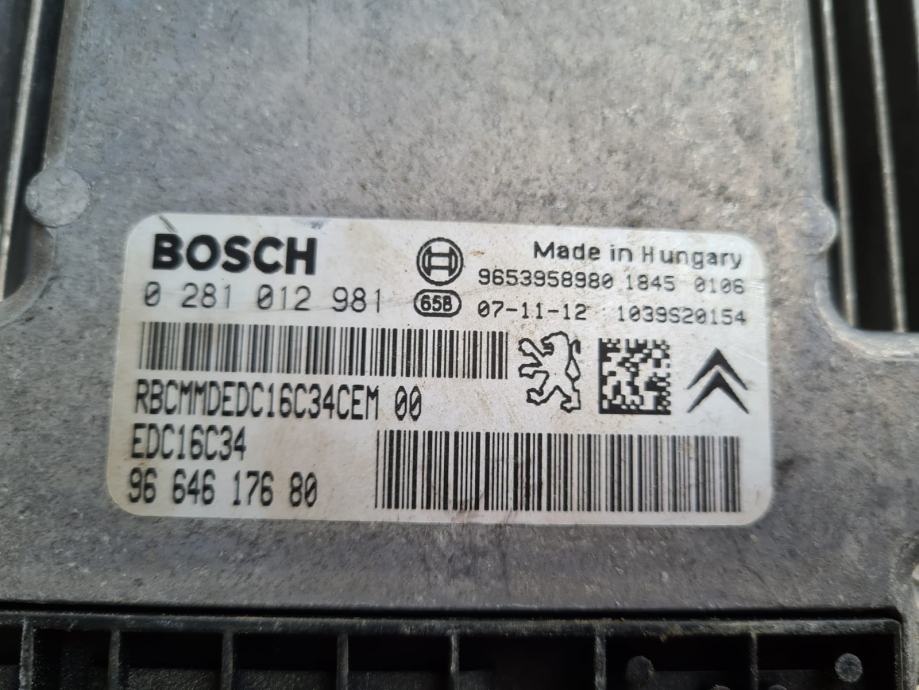 BOSCH
Made in Hungary
9653958980 1845 0106
0 281 012 981
65B
07-11-12
1039S20154
RBCMMDEDC16C34CEM 00
EDC16C34
96 646 176 80